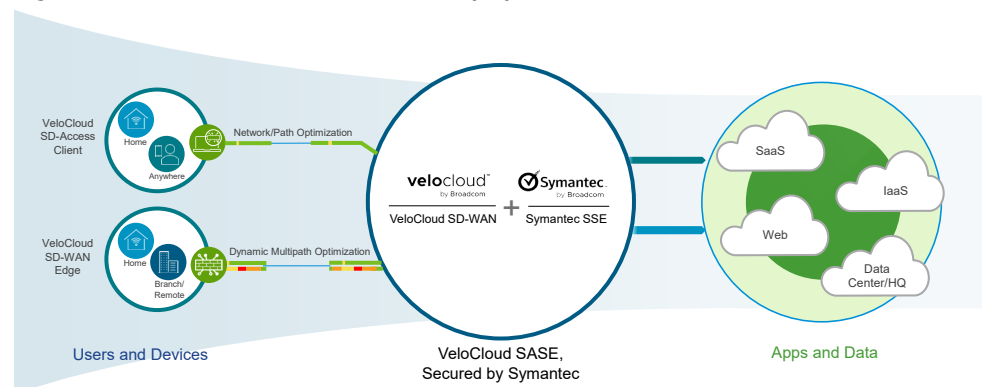 VeloCloud
SD-Access
Client
Home
Anywhere
Network/Path Optimization
VeloCloud
SD-WAN
Edge
Home
Branch/
Remote
Dynamic Multipath Optimization
Users and Devices
velocloud™
by Broadcom
VeloCloud SD-WAN
+
Symantec.
by Broadcom
Symantec SSE
VeloCloud SASE,
Secured by Symantec
SaaS
IaaS
Web
Data
Center/HQ
Apps and Data